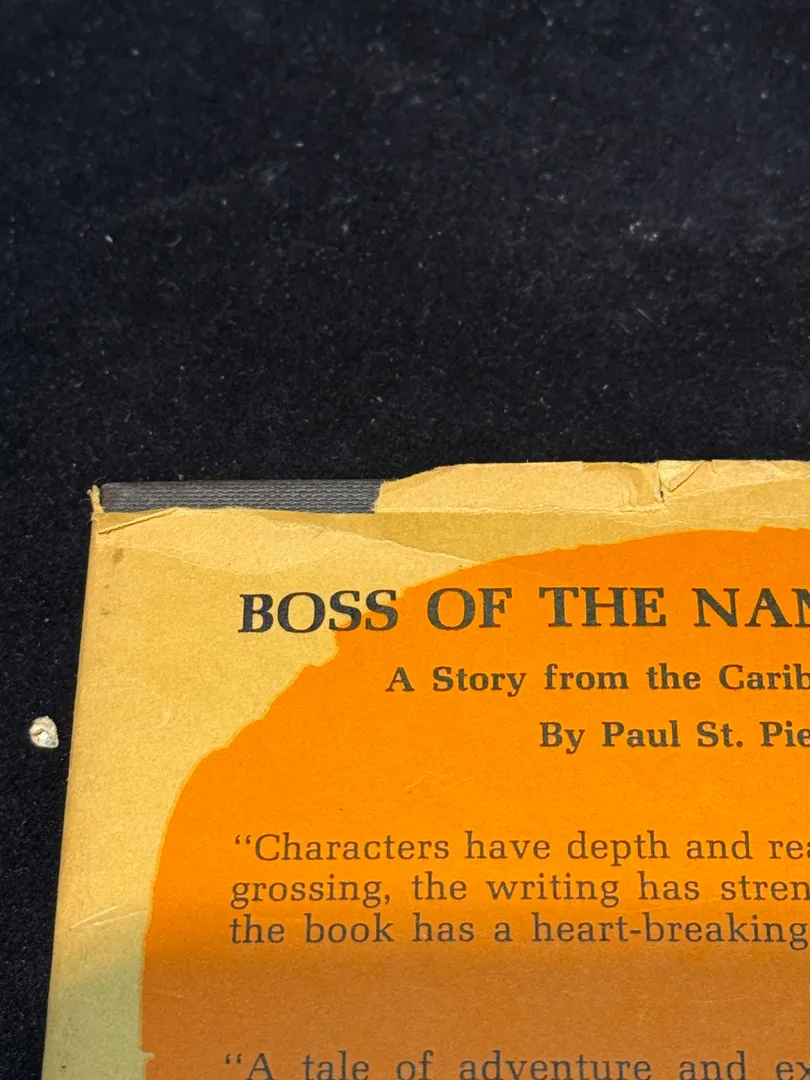 BOSS OF THE NAM
A Story from the Carib
By Paul St. Pie
“Characters have depth and rea
grossing, the writing has stren
the book has a heart-breaking
“A tale of adventure and ex